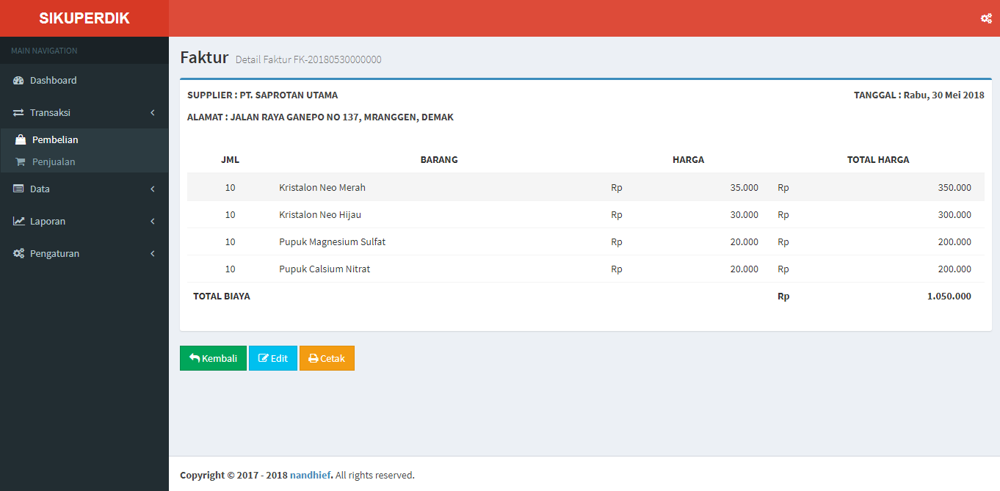 SIKUPERDIK
MAIN NAVIGATION
Dashboard
Transaksi
Pembelian
Penjualan
Data
Laporan
Pengaturan
Faktur Detail Faktur FK-20180530000000
SUPPLIER : PT. SAPROTAN UTAMA TANGGAL : Rabu, 30 Mei 2018
ALAMAT : JALAN RAYA GANEPO NO 137, MRANGGEN, DEMAK
JML BARANG HARGA TOTAL HARGA
10 Kristalon Neo Merah Rp 35.000 Rp 350.000
10 Kristalon Neo Hijau Rp 30.000 Rp 300.000
10 Pupuk Magnesium Sulfat Rp 20.000 Rp 200.000
10 Pupuk Calsium Nitrat Rp 20.000 Rp 200.000
TOTAL BIAYA Rp 1.050.000
Kembali Edit Cetak
Copyright © 2017 - 2018 nandhief. All rights reserved.